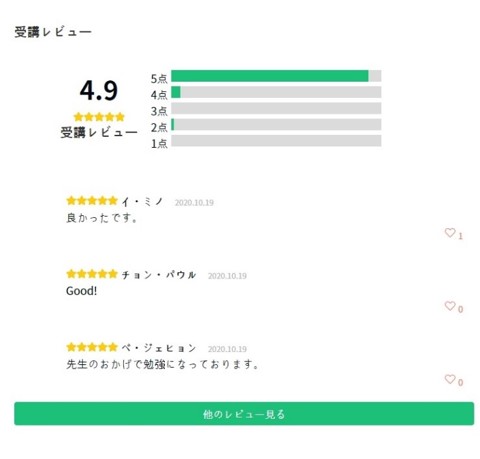 受講レビュー
4.9
受講レビュー
5点
4点
3点
2点
1点
イ・ミノ 2020.10.19
良かったです。
1
チョン・パウル 2020.10.19
Good!
0
ペ・ジェヒョン 2020.10.19
先生のおかげで勉強になっております。
0
他のレビュー見る